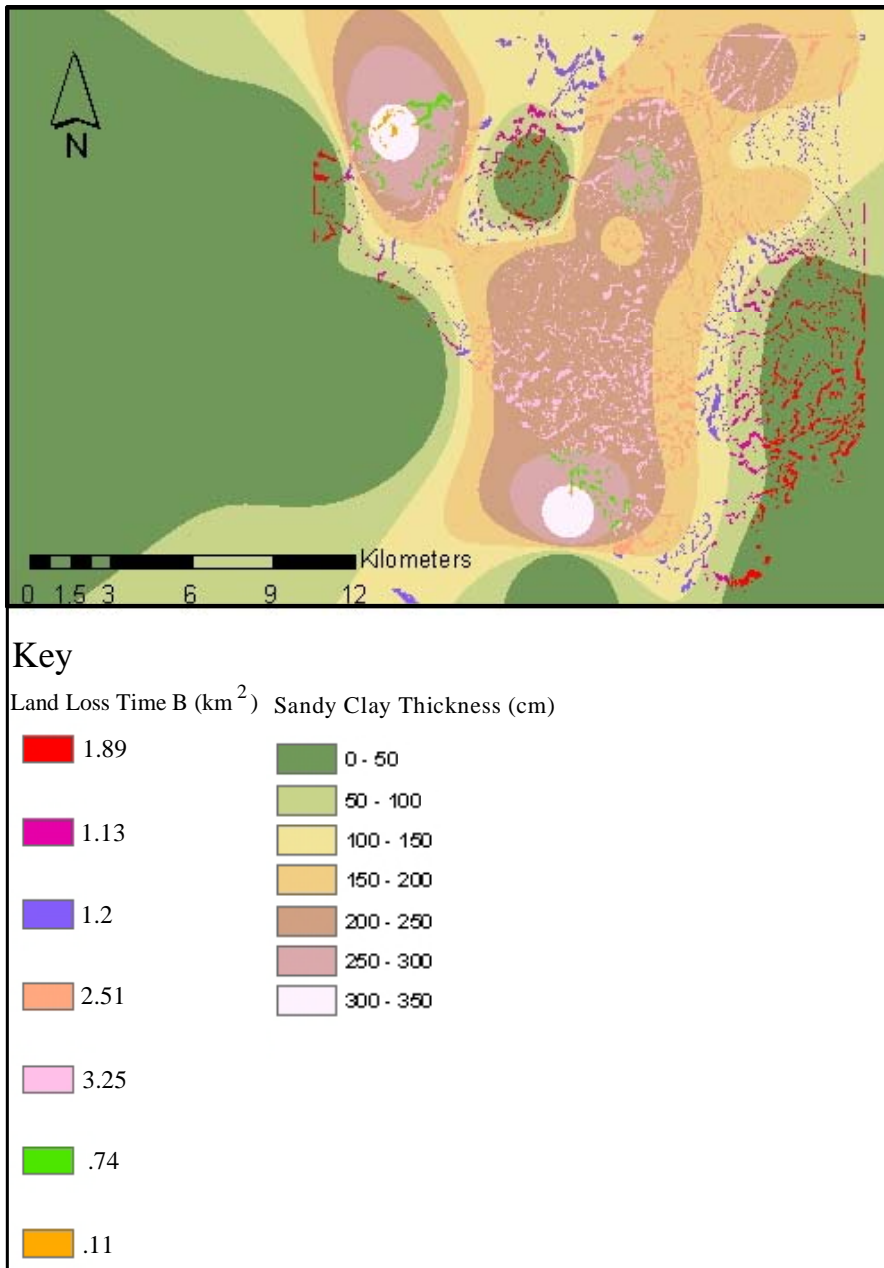 N
Kilometers
0 1.5 3 6 9 12
Key
Land Loss Time B (km²) Sandy Clay Thickness (cm)
1.89 0 - 50
1.13 50 - 100
1.2 100 - 150
2.51 150 - 200
3.25 200 - 250
.74 250 - 300
.11 300 - 350